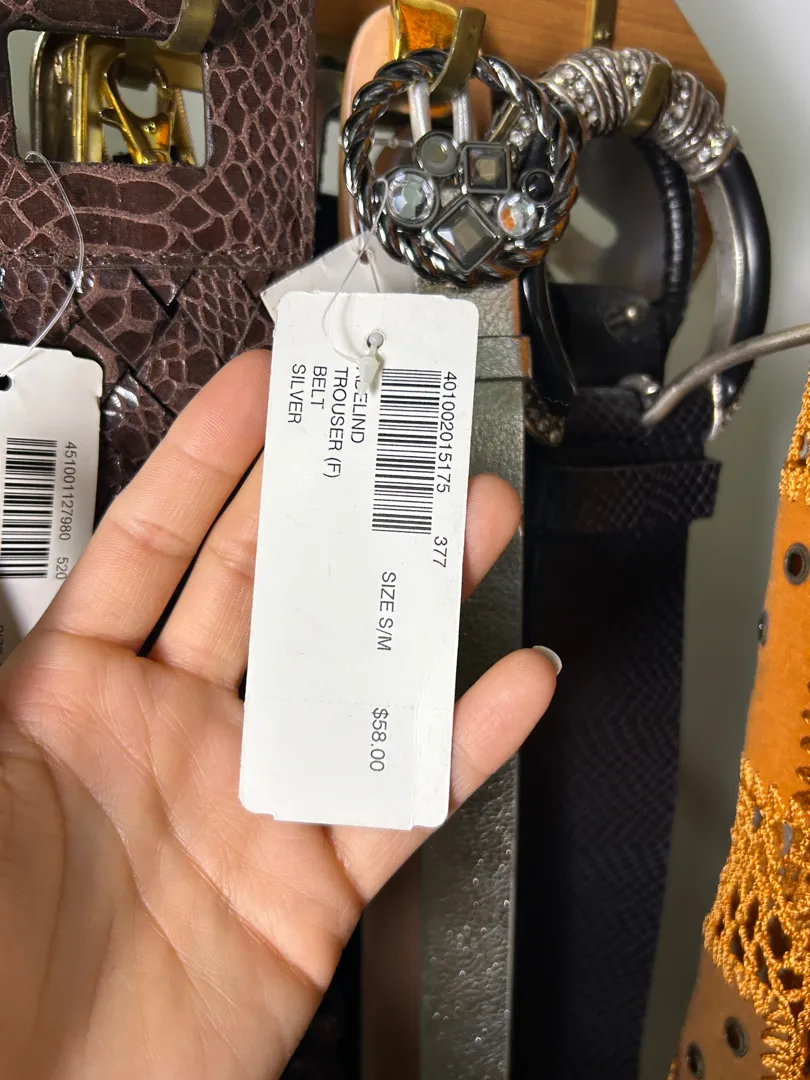 401002015175 377
SIZE S/M $58.00
TROUSER (F)
BELT
SILVER
451001127980 520